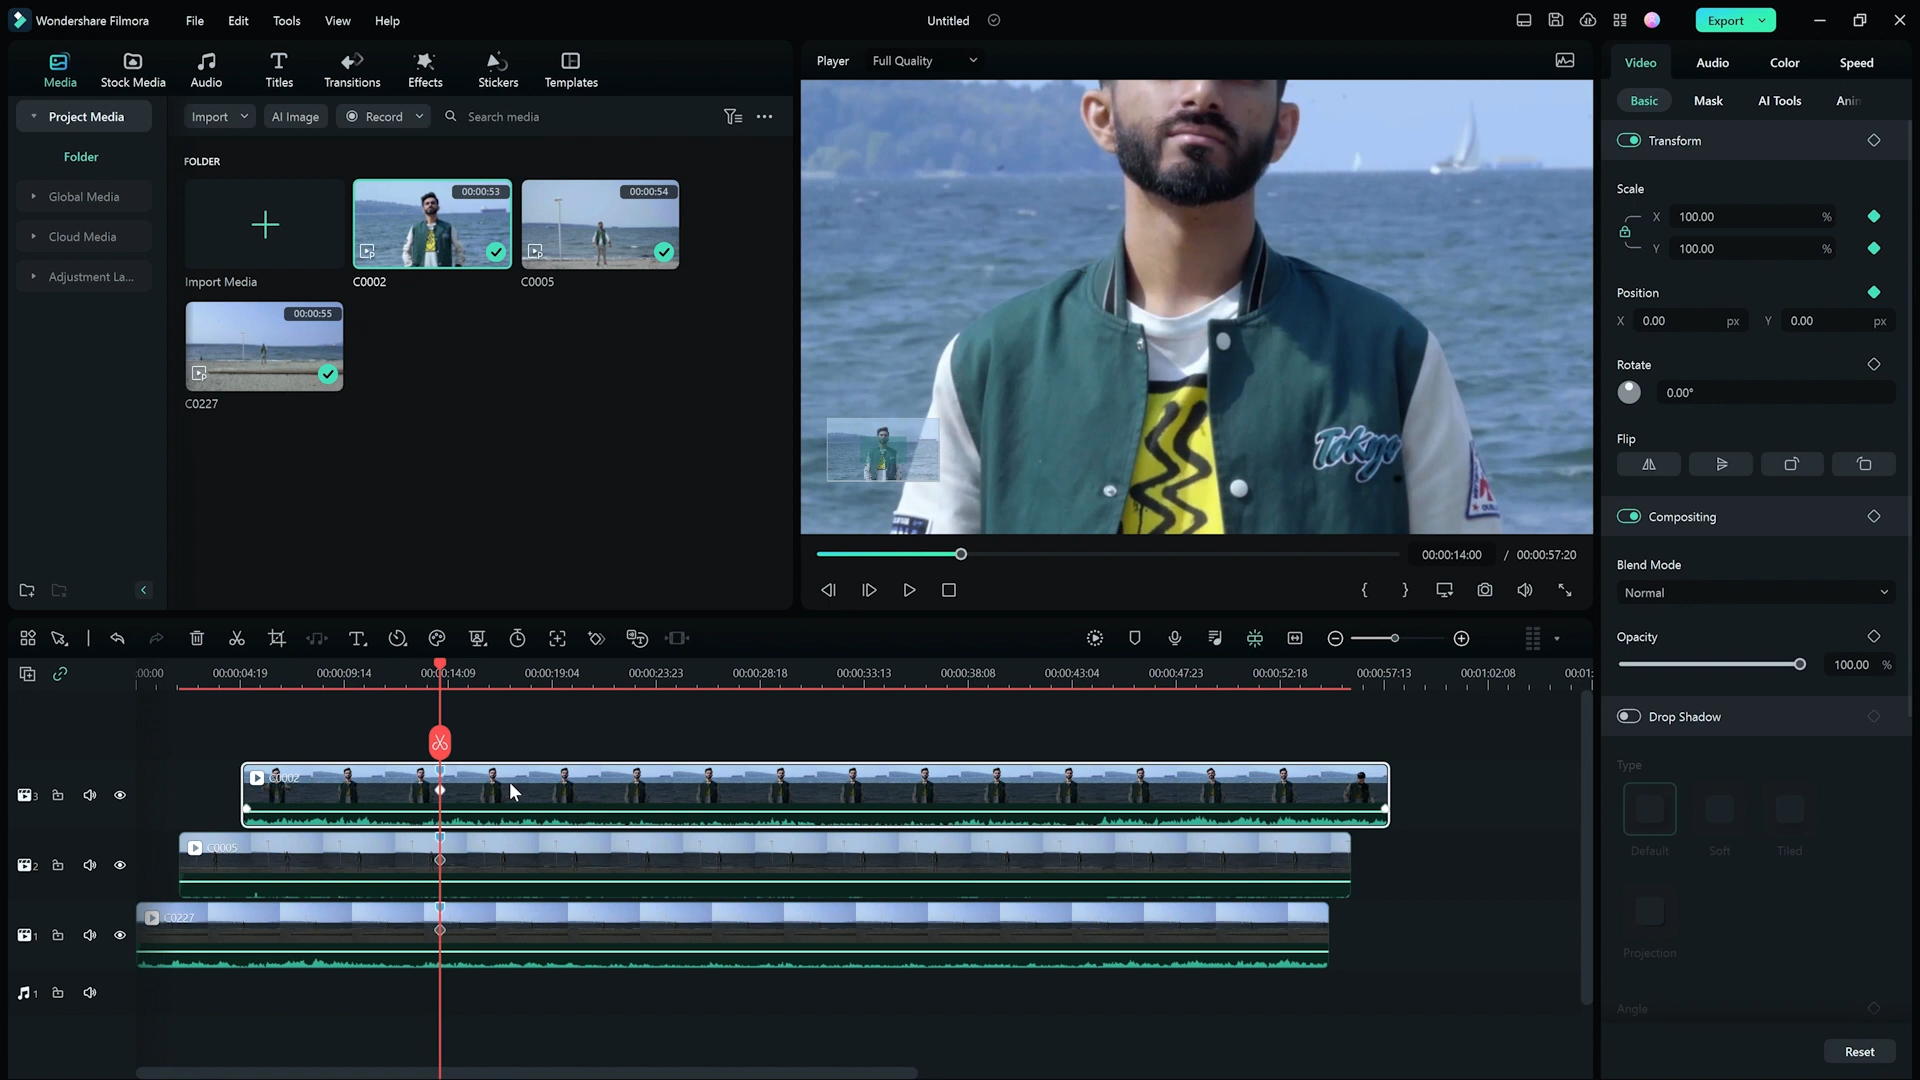 Wondershare Filmora
File
Edit
Tools
View
Help
Untitled
Export
Media
Stock Media
Audio
Titles
Transitions
Effects
Stickers
Templates
Project Media
Folder
Global Media
Cloud Media
Adjustment La...
Import
AI Image
Record
Search media
FOLDER
Import Media
00:00:53
C0002
00:00:54
C0005
00:00:55
C0227
Player
Full Quality
Tokyo
00:00:14:00 / 00:00:57:20
Video
Audio
Color
Speed
Basic
Mask
AI Tools
Anin
Transform
Scale
X 100.00 %
Y 100.00 %
Position
X 0.00 px Y 0.00 px
Rotate
0.00°
Flip
Compositing
Blend Mode
Normal
Opacity
100.00 %
Drop Shadow
Type
Default
Soft
Tiled
Projection
Angle
Reset
:00:00 00:00:04:19 00:00:09:14 00:00:14:09 00:00:19:04 00:00:23:23 00:00:28:18 00:00:33:13 00:00:38:08 00:00:43:04 00:00:47:23 00:00:52:18 00:00:57:13 00:01:02:08 00:01:
3
C0002
2
C0005
1
C0227
1